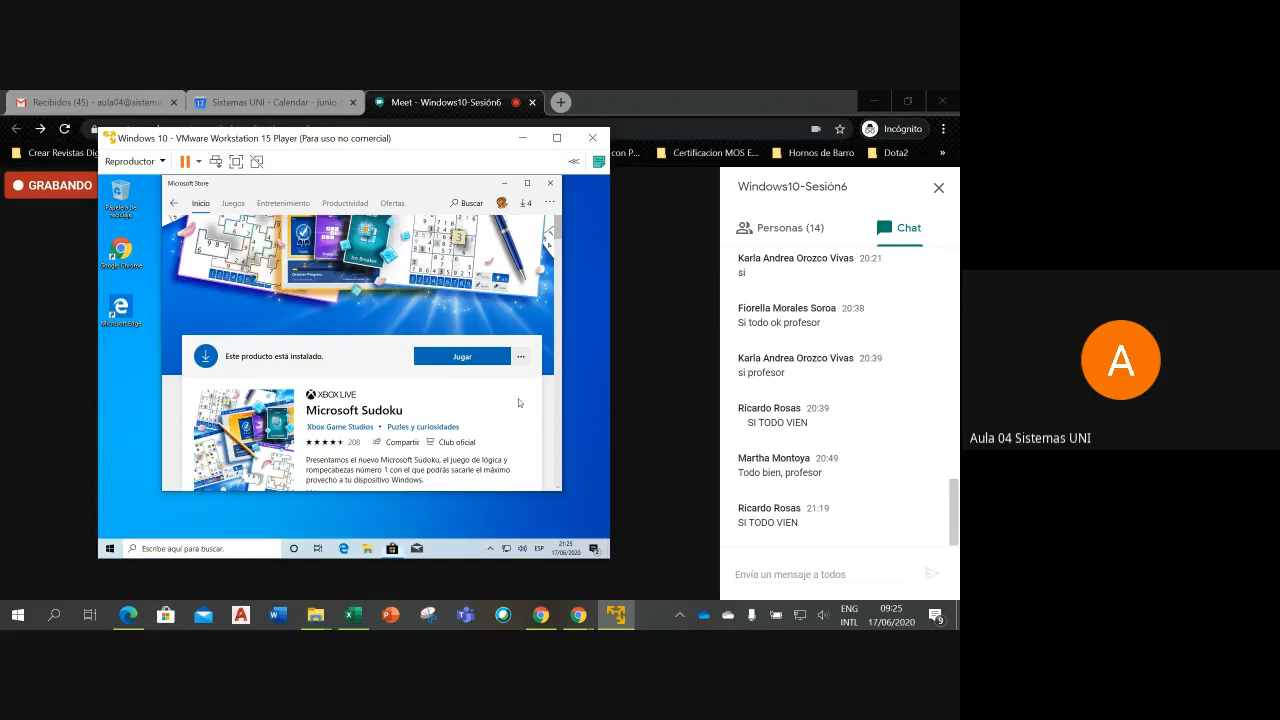 Recibidos (45) - aula04@sistema
Sistemas UNI - Calendar - junio
Meet - Windows10-Sesión6
Incógnito
Crear Revistas Dig
con P...
Certificacion MOS E...
Hornos de Barro
Dota2
»
GRABANDO
Windows 10 - VMware Workstation 15 Player (Para uso no comercial)
Reproductor
Papelera de
reciclaje
Google Chrome
Microsoft Edge
Microsoft Store
Inicio
Juegos
Entretenimiento
Productividad
Ofertas
Buscar
4
Este producto está instalado.
Jugar
XBOX LIVE
Microsoft Sudoku
Xbox Game Studios • Puzles y curiosidades
208
Compartir
Club oficial
Presentamos el nuevo Microsoft Sudoku, el juego de lógica y
rompecabezas número 1 con el que podrás sacarle el máximo
provecho a tu dispositivo Windows.
Escribe aquí para buscar.
ESP
21:25
17/06/2020
Windows10-Sesión6
Personas (14)
Chat
Karla Andrea Orozco Vivas 20:21
si
Fiorella Morales Soroa 20:38
Si todo ok profesor
Karla Andrea Orozco Vivas 20:39
si profesor
Ricardo Rosas 20:39
SI TODO VIEN
Martha Montoya 20:49
Todo bien, profesor
Ricardo Rosas 21:19
SI TODO VIEN
Envía un mensaje a todos
ENG
INTL
09:25
17/06/2020
9
A
Aula 04 Sistemas UNI